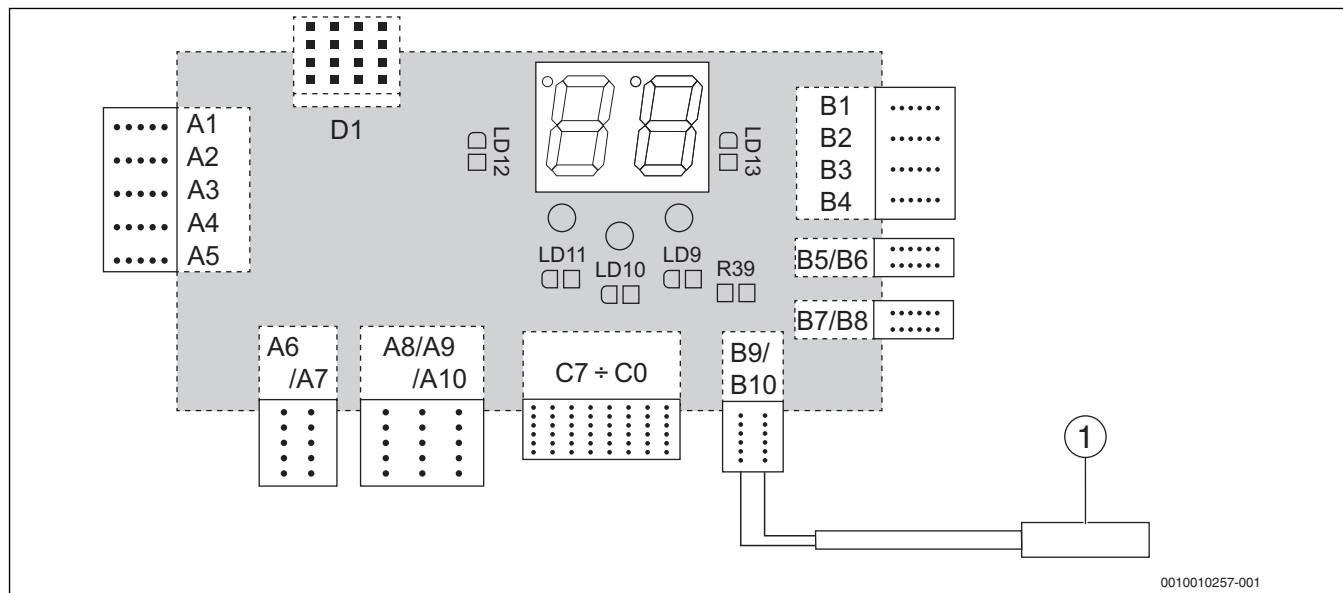 D1
A1
A2
A3
A4
A5
LD12
LD13
B1
B2
B3
B4
B5/B6
B7/B8
LD11
LD10
LD9
R39
A6
/A7
A8/A9
/A10
C7 ÷ C0
B9/
B10
1
0010010257-001